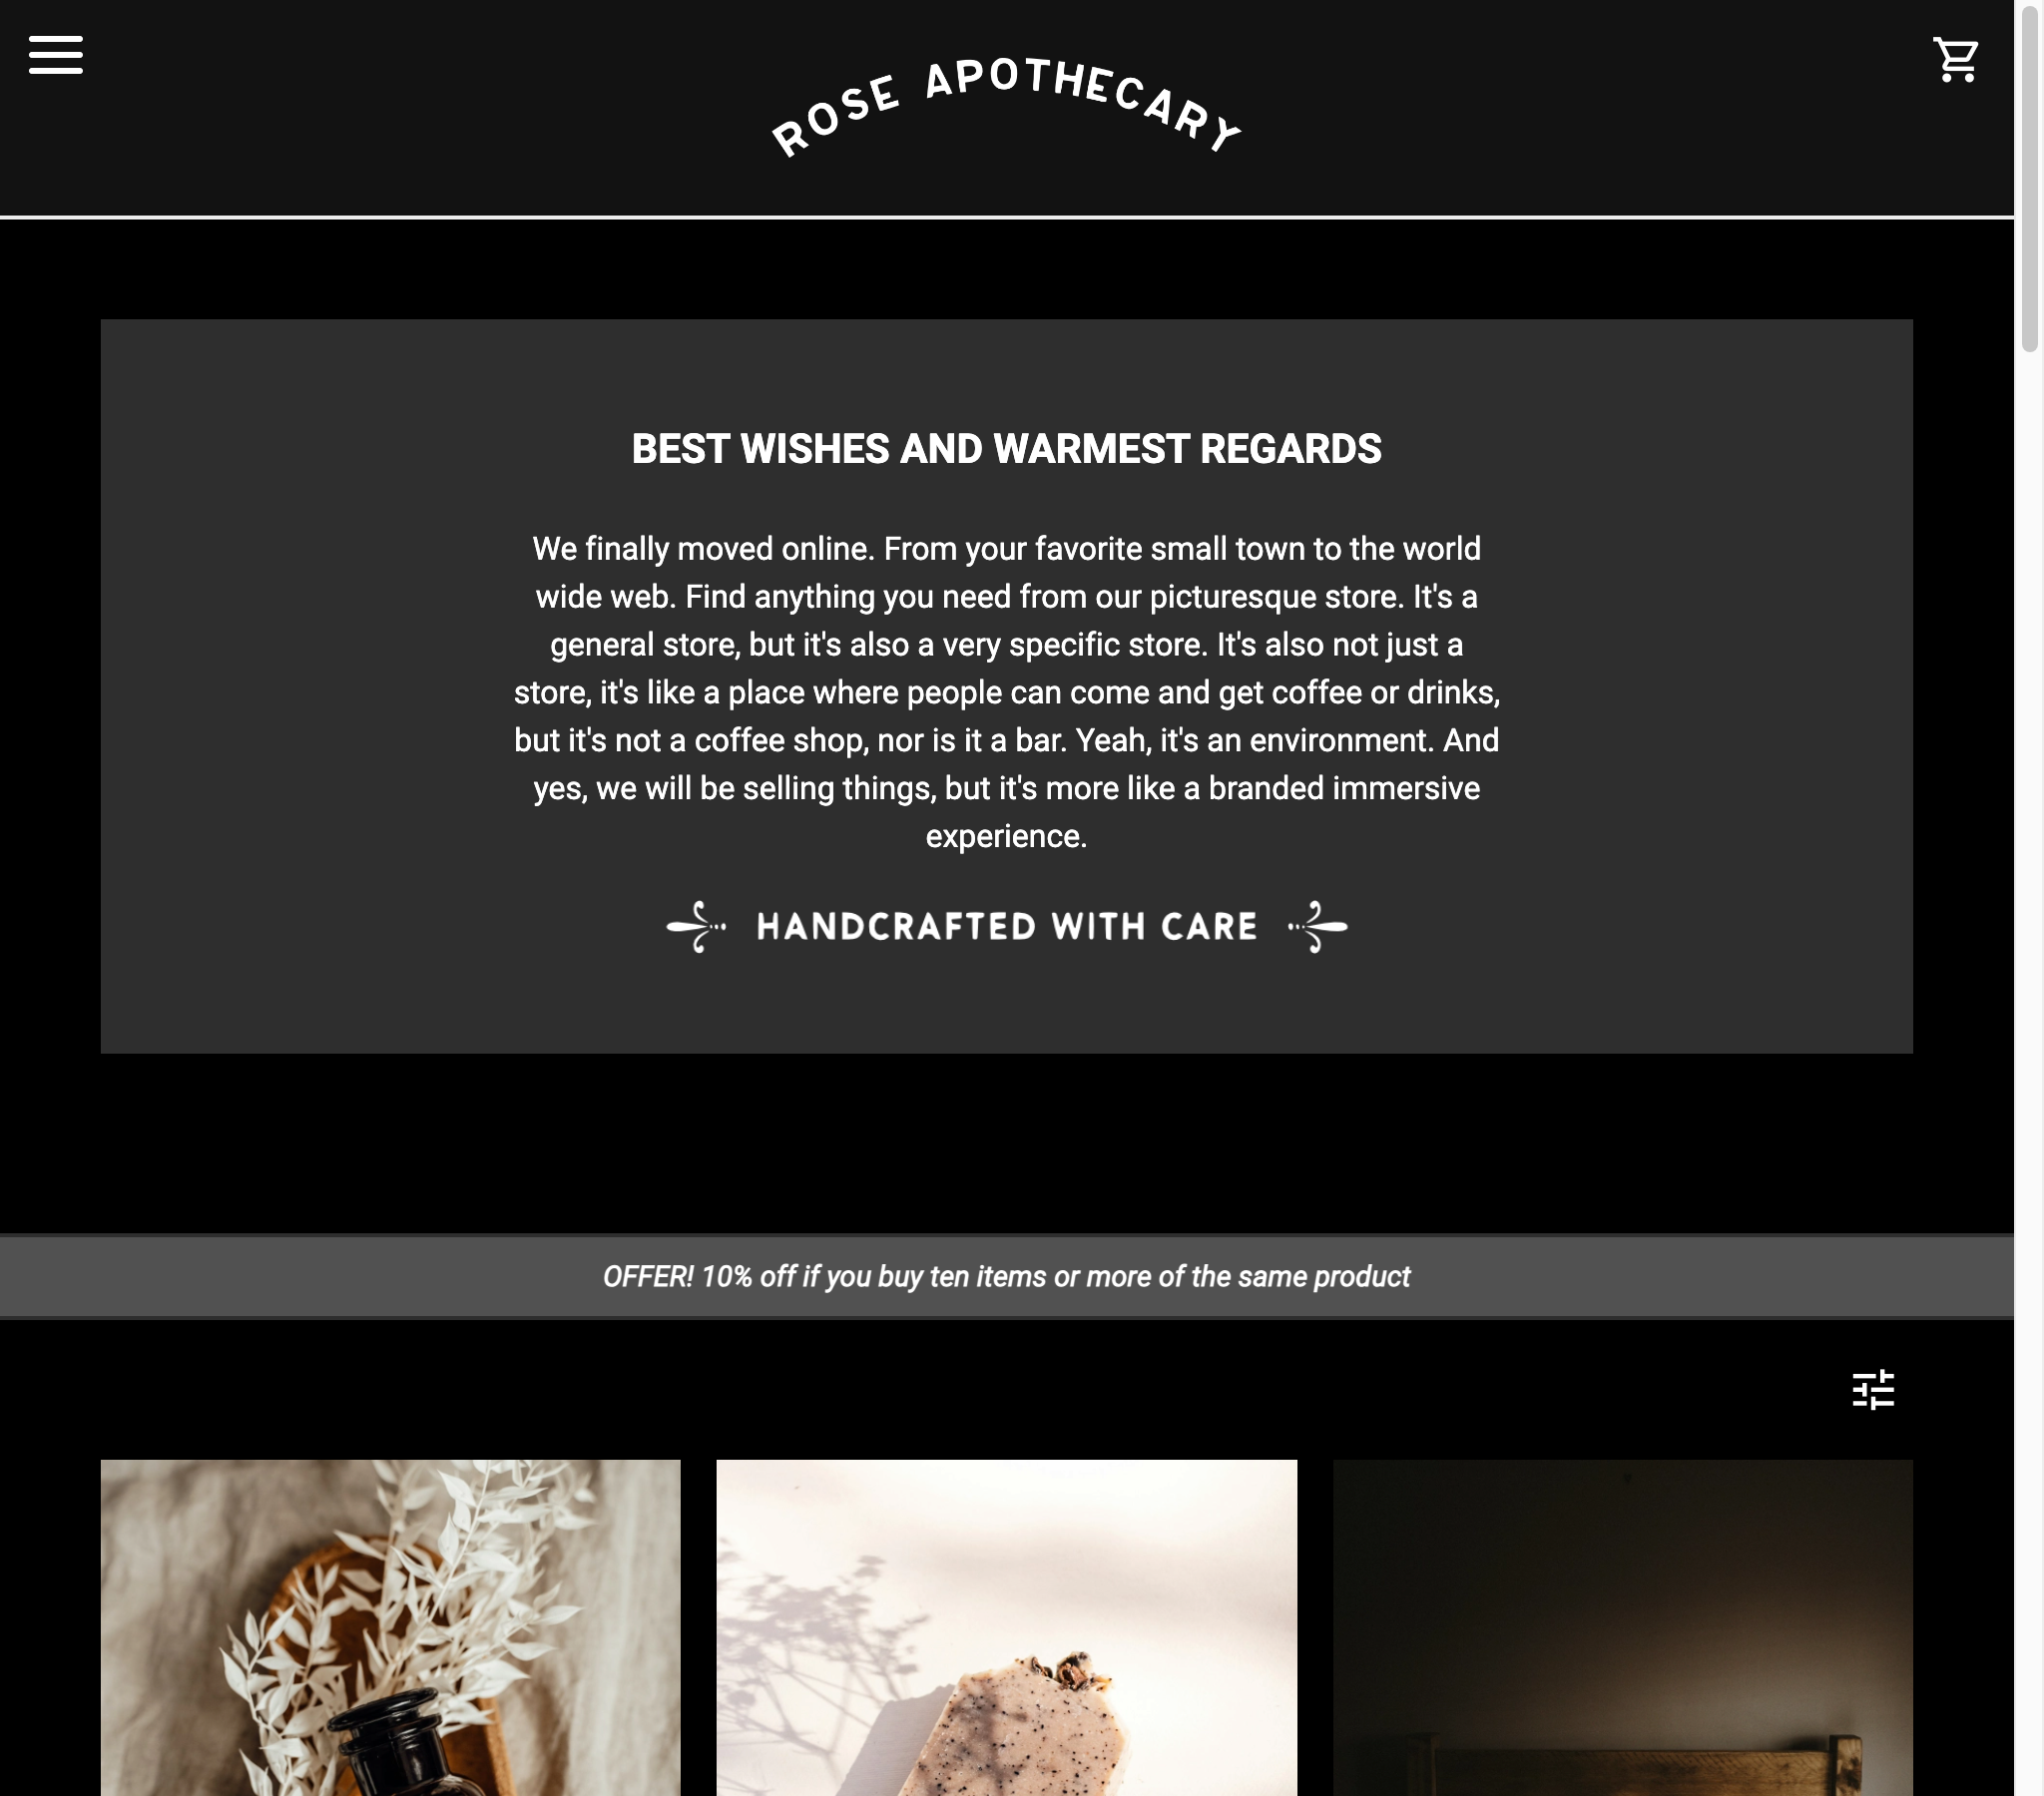 ROSE APOTHECARY
BEST WISHES AND WARMEST REGARDS
We finally moved online. From your favorite small town to the world
wide web. Find anything you need from our picturesque store. It's a
general store, but it's also a very specific store. It's also not just a
store, it's like a place where people can come and get coffee or drinks,
but it's not a coffee shop, nor is it a bar. Yeah, it's an environment. And
yes, we will be selling things, but it's more like a branded immersive
experience.
HANDCRAFTED WITH CARE
OFFER! 10% off if you buy ten items or more of the same product